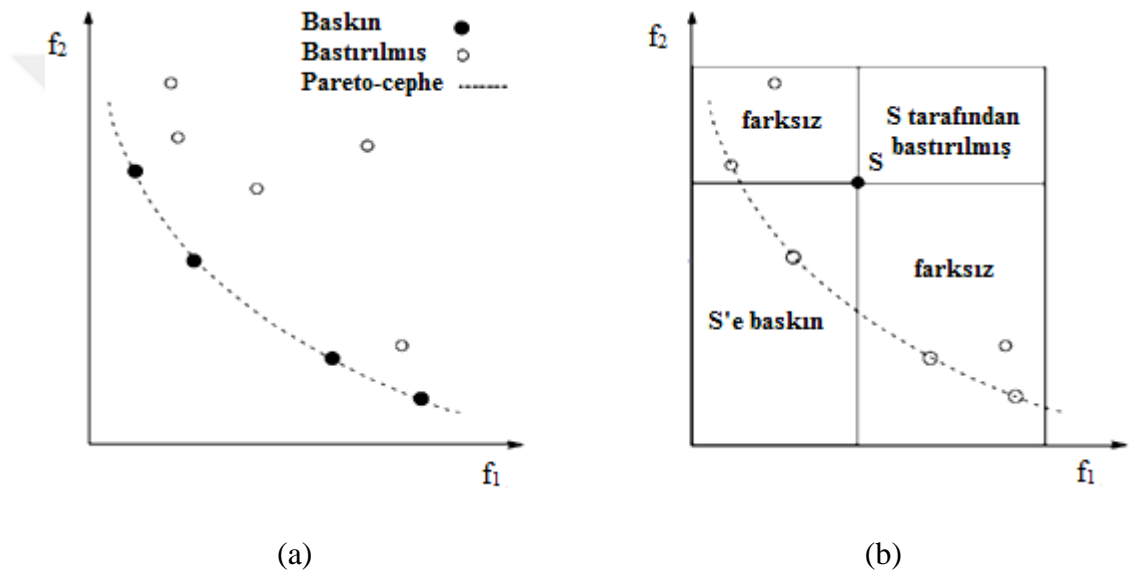 f₂
Baskın
Bastırılmış
Pareto-cephe
f₁
(a)
f₂
farksız
S tarafından
bastırılmış
S
farksız
S'e baskın
f₁
(b)